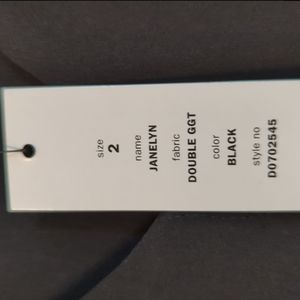 size
2
name
JANELYN
fabric
DOUBLE GGT
color
BLACK
style no
D0702545